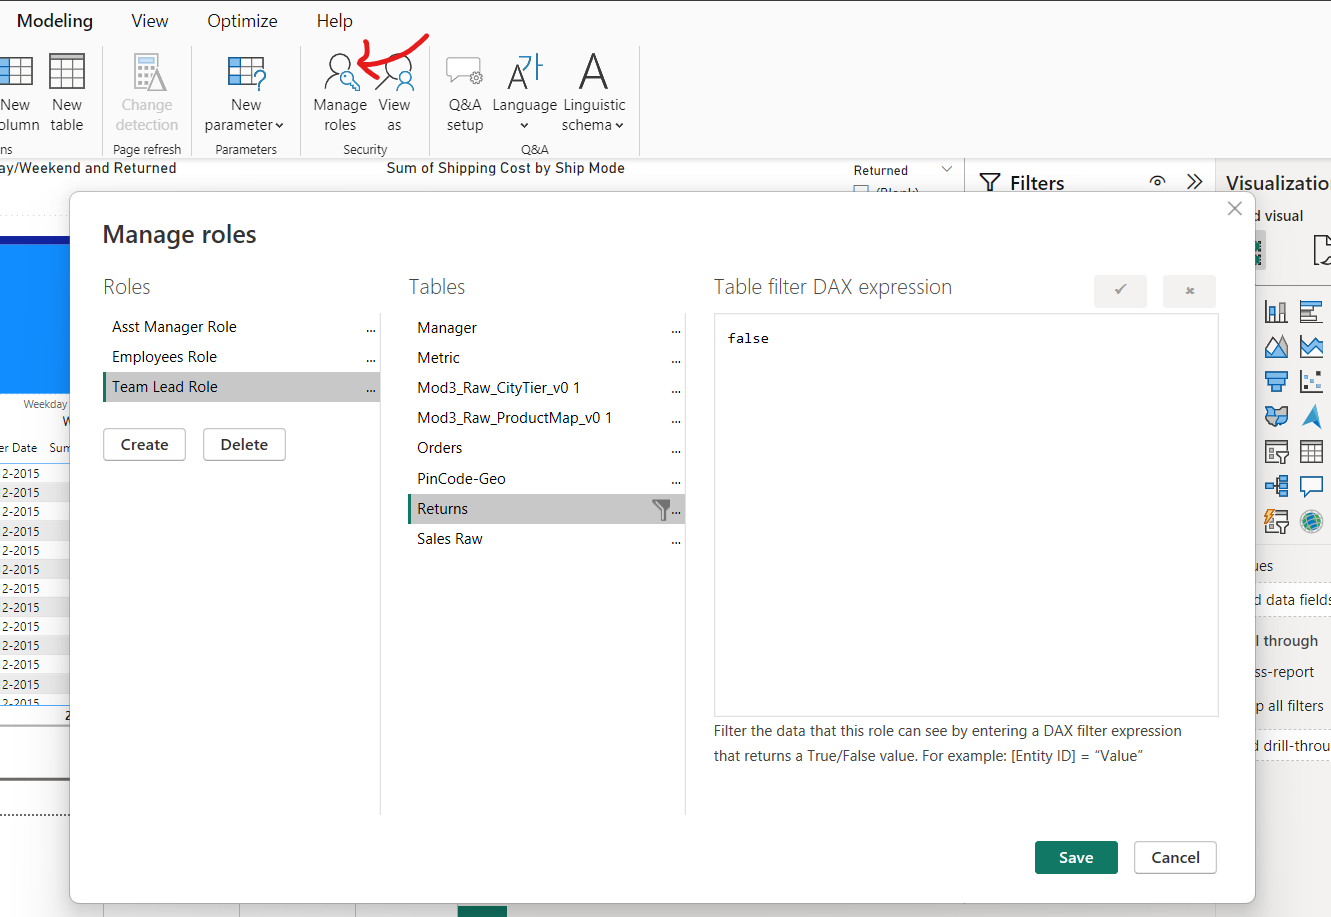 Modeling View Optimize Help
New New Change New Manage View Q&A Language Linguistic
olumn table detection parameter roles as setup schema
ns Page refresh Parameters Security Q&A
ay/Weekend and Returned Sum of Shipping Cost by Ship Mode Returned
Filters Visualizatio
d visual
Manage roles
Roles Tables Table filter DAX expression
Asst Manager Role ...
Employees Role ...
Team Lead Role ...
Create Delete
Manager ...
Metric ...
Mod3_Raw_CityTier_v0 1 ...
Mod3_Raw_ProductMap_v0 1 ...
Orders ...
PinCode-Geo ...
Returns ...
Sales Raw ...
false
Filter the data that this role can see by entering a DAX filter expression
that returns a True/False value. For example: [Entity ID] = “Value”
Save Cancel
Weekday
W
er Date Sum
2-2015
2-2015
2-2015
2-2015
2-2015
2-2015
2-2015
2-2015
2-2015
2-2015
2-2015
2-2015
2-2015
2
ues
d data fields
l through
ss-report
p all filters
d drill-throu